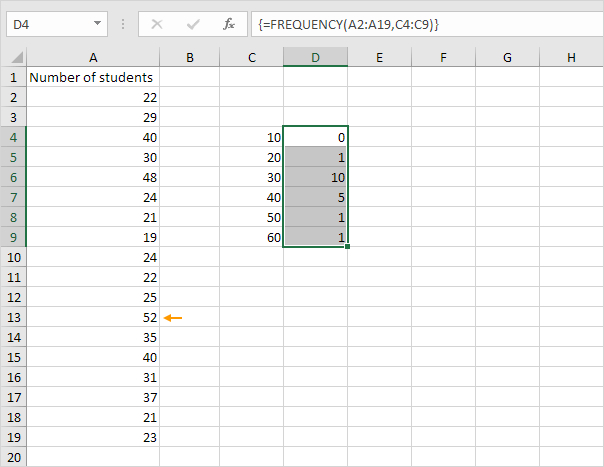 D4 fx {=FREQUENCY(A2:A19,C4:C9)}
A B C D E F G H
1 Number of students
2 22
3 29
4 40 10 0
5 30 20 1
6 48 30 10
7 24 40 5
8 21 50 1
9 19 60 1
10 24
11 22
12 25
13 52
14 35
15 40
16 31
17 37
18 21
19 23
20